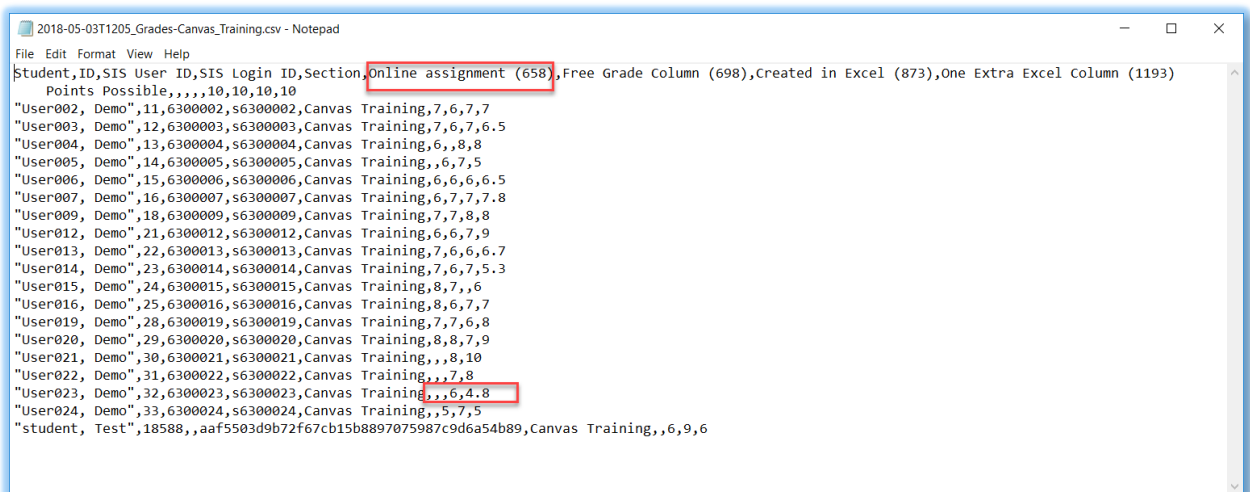 2018-05-03T1205_Grades-Canvas_Training.csv - Notepad
File Edit Format View Help
Student,ID,SIS User ID,SIS Login ID,Section,Online assignment (658),Free Grade Column (698),Created in Excel (873),One Extra Excel Column (1193)
    Points Possible,,,,,10,10,10,10
"User002, Demo",11,6300002,s6300002,Canvas Training,7,6,7,7
"User003, Demo",12,6300003,s6300003,Canvas Training,7,6,7,6.5
"User004, Demo",13,6300004,s6300004,Canvas Training,6,,8,8
"User005, Demo",14,6300005,s6300005,Canvas Training,,6,7,5
"User006, Demo",15,6300006,s6300006,Canvas Training,6,6,6,6.5
"User007, Demo",16,6300007,s6300007,Canvas Training,6,7,7,7.8
"User009, Demo",18,6300009,s6300009,Canvas Training,7,7,8,8
"User012, Demo",21,6300012,s6300012,Canvas Training,6,6,7,9
"User013, Demo",22,6300013,s6300013,Canvas Training,7,6,6,6.7
"User014, Demo",23,6300014,s6300014,Canvas Training,7,6,7,5.3
"User015, Demo",24,6300015,s6300015,Canvas Training,8,7,,6
"User016, Demo",25,6300016,s6300016,Canvas Training,8,6,7,7
"User019, Demo",28,6300019,s6300019,Canvas Training,7,7,6,8
"User020, Demo",29,6300020,s6300020,Canvas Training,8,8,7,9
"User021, Demo",30,6300021,s6300021,Canvas Training,,,8,10
"User022, Demo",31,6300022,s6300022,Canvas Training,,,7,8
"User023, Demo",32,6300023,s6300023,Canvas Training,,,6,4.8
"User024, Demo",33,6300024,s6300024,Canvas Training,,5,7,5
"student, Test",18588,,aaf5503d9b72f67cb15b8897075987c9d6a54b89,Canvas Training,,6,9,6